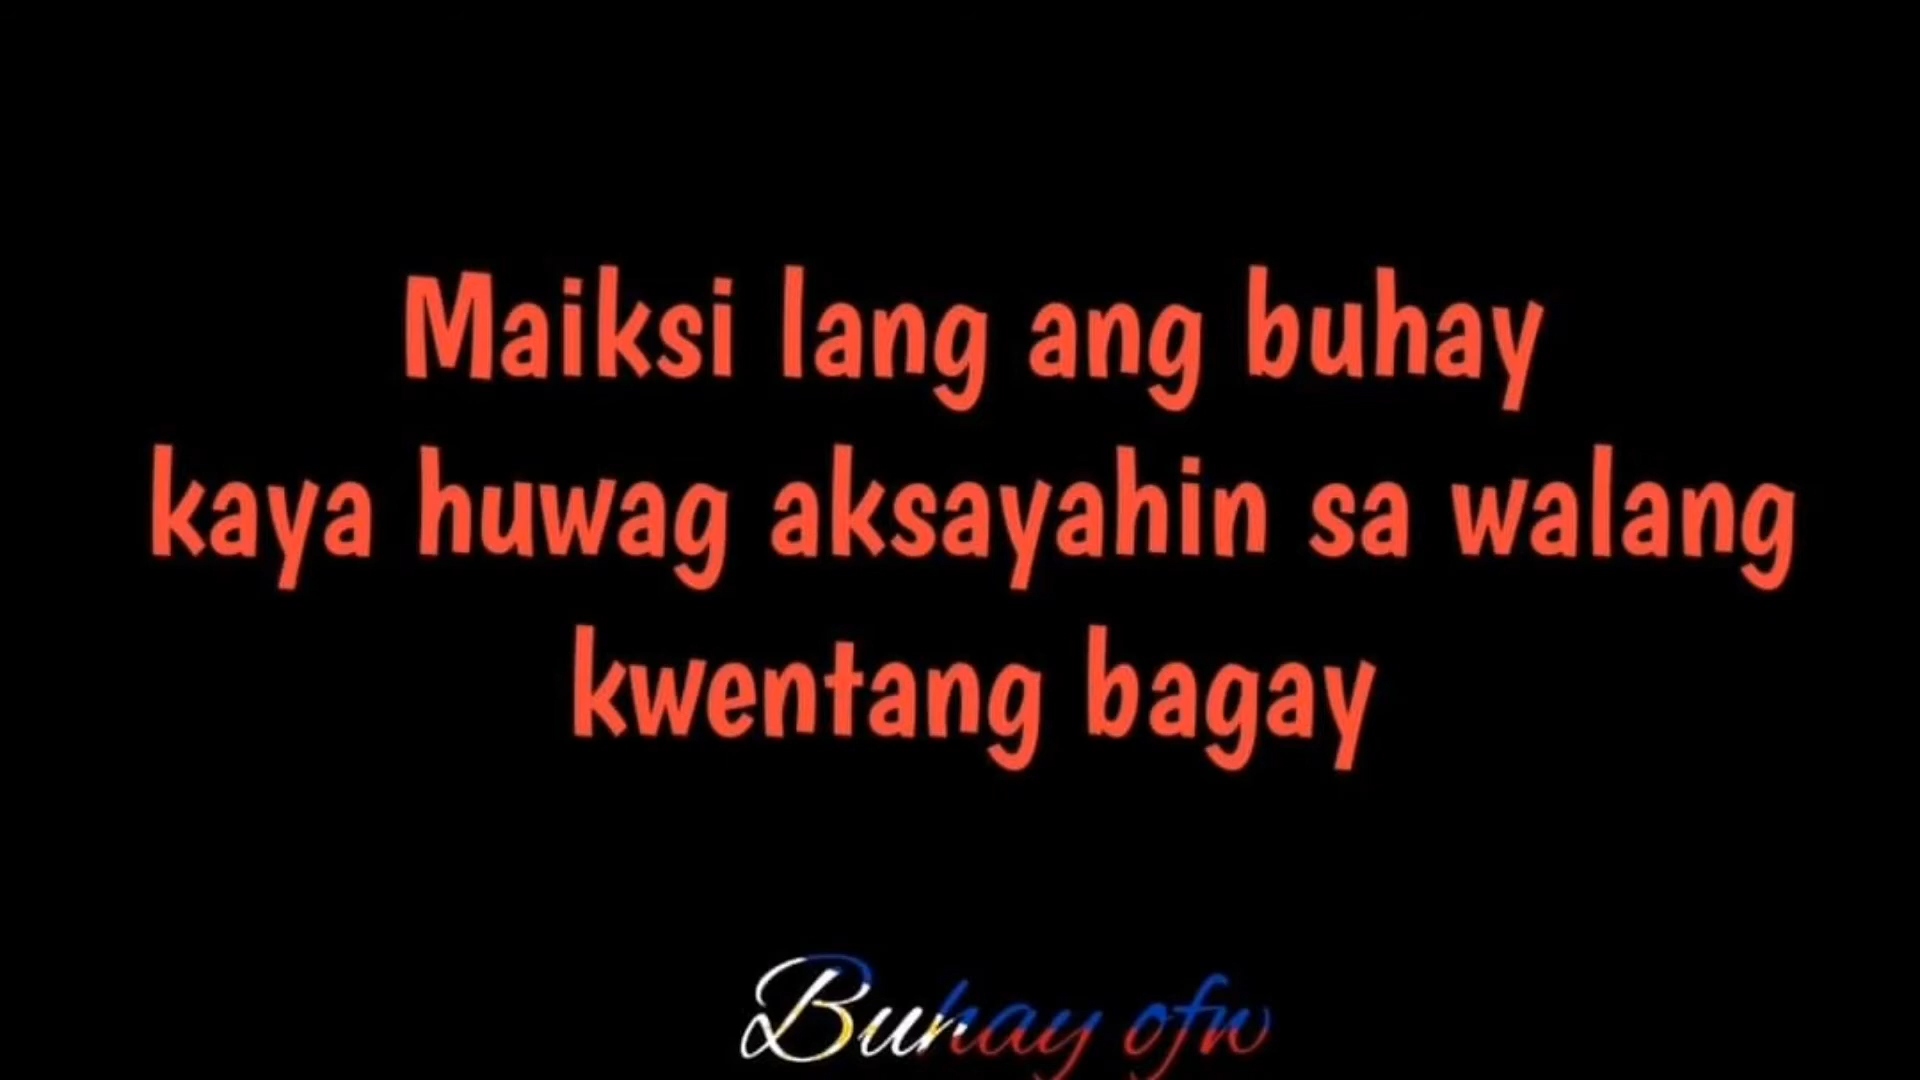 Maiksi lang ang buhay
kaya huwag aksayahin sa walang
kwentang bagay
Buhay ofw